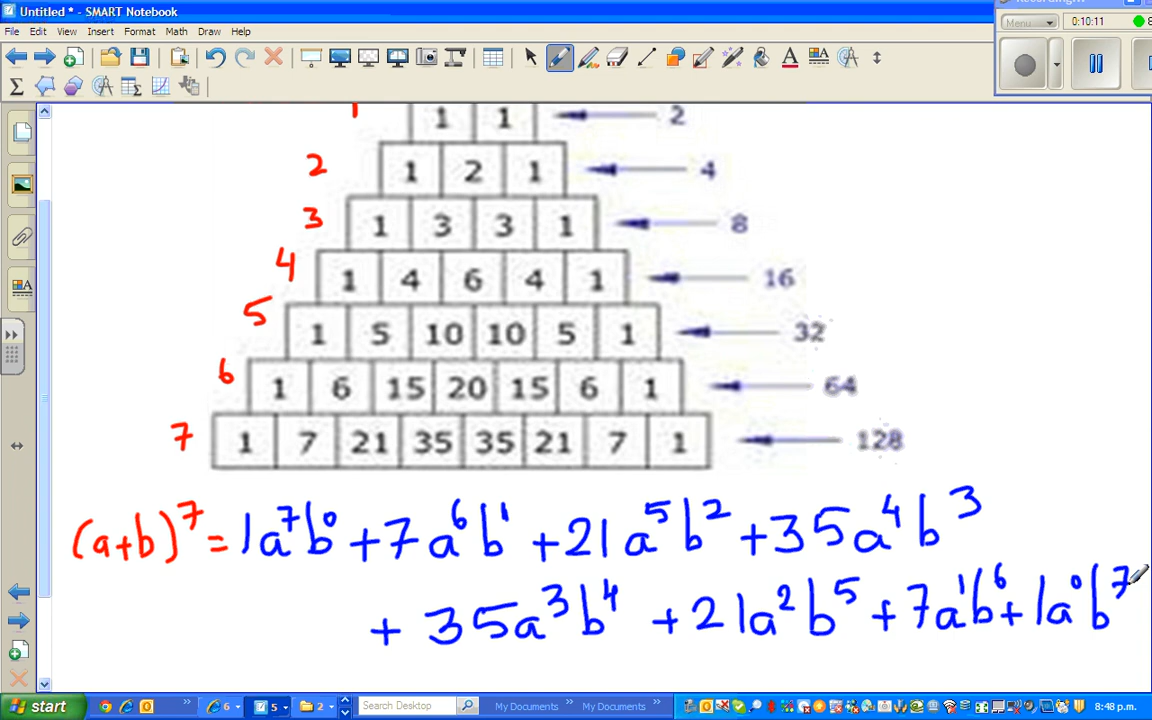 Untitled * - SMART Notebook
File Edit View Insert Format Math Draw Help
Menu
0:10:11
1 1 1 2
2 1 2 1 4
3 1 3 3 1 8
4 1 4 6 4 1 16
5 1 5 10 10 5 1 32
6 1 6 15 20 15 6 1 64
7 1 7 21 35 35 21 7 1 128
(a+b)⁷ = 1a⁷b⁰ + 7a⁶b¹ + 21a⁵b² + 35a⁴b³
+ 35a³b⁴ + 21a²b⁵ + 7a¹b⁶ + 1a⁰b⁷
start 6 5 2 Search Desktop My Documents My Documents 8:48 p.m.